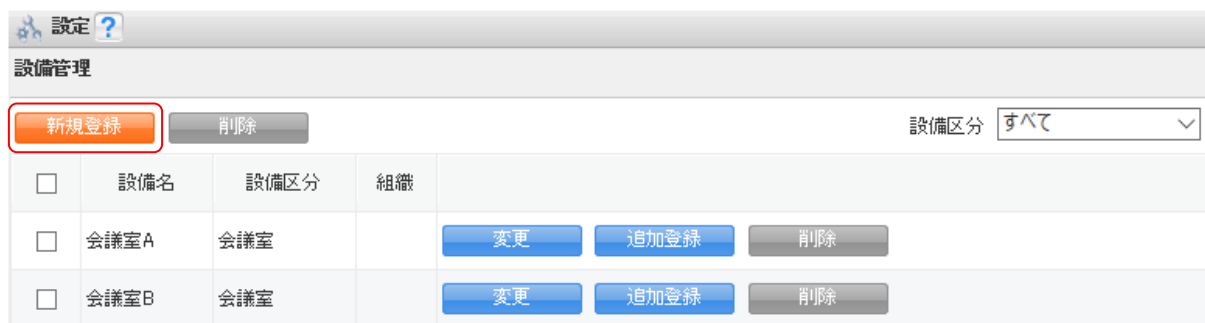 設定 ?
設備管理
新規登録 削除 設備区分 すべて
設備名 設備区分 組織
会議室A 会議室 変更 追加登録 削除
会議室B 会議室 変更 追加登録 削除